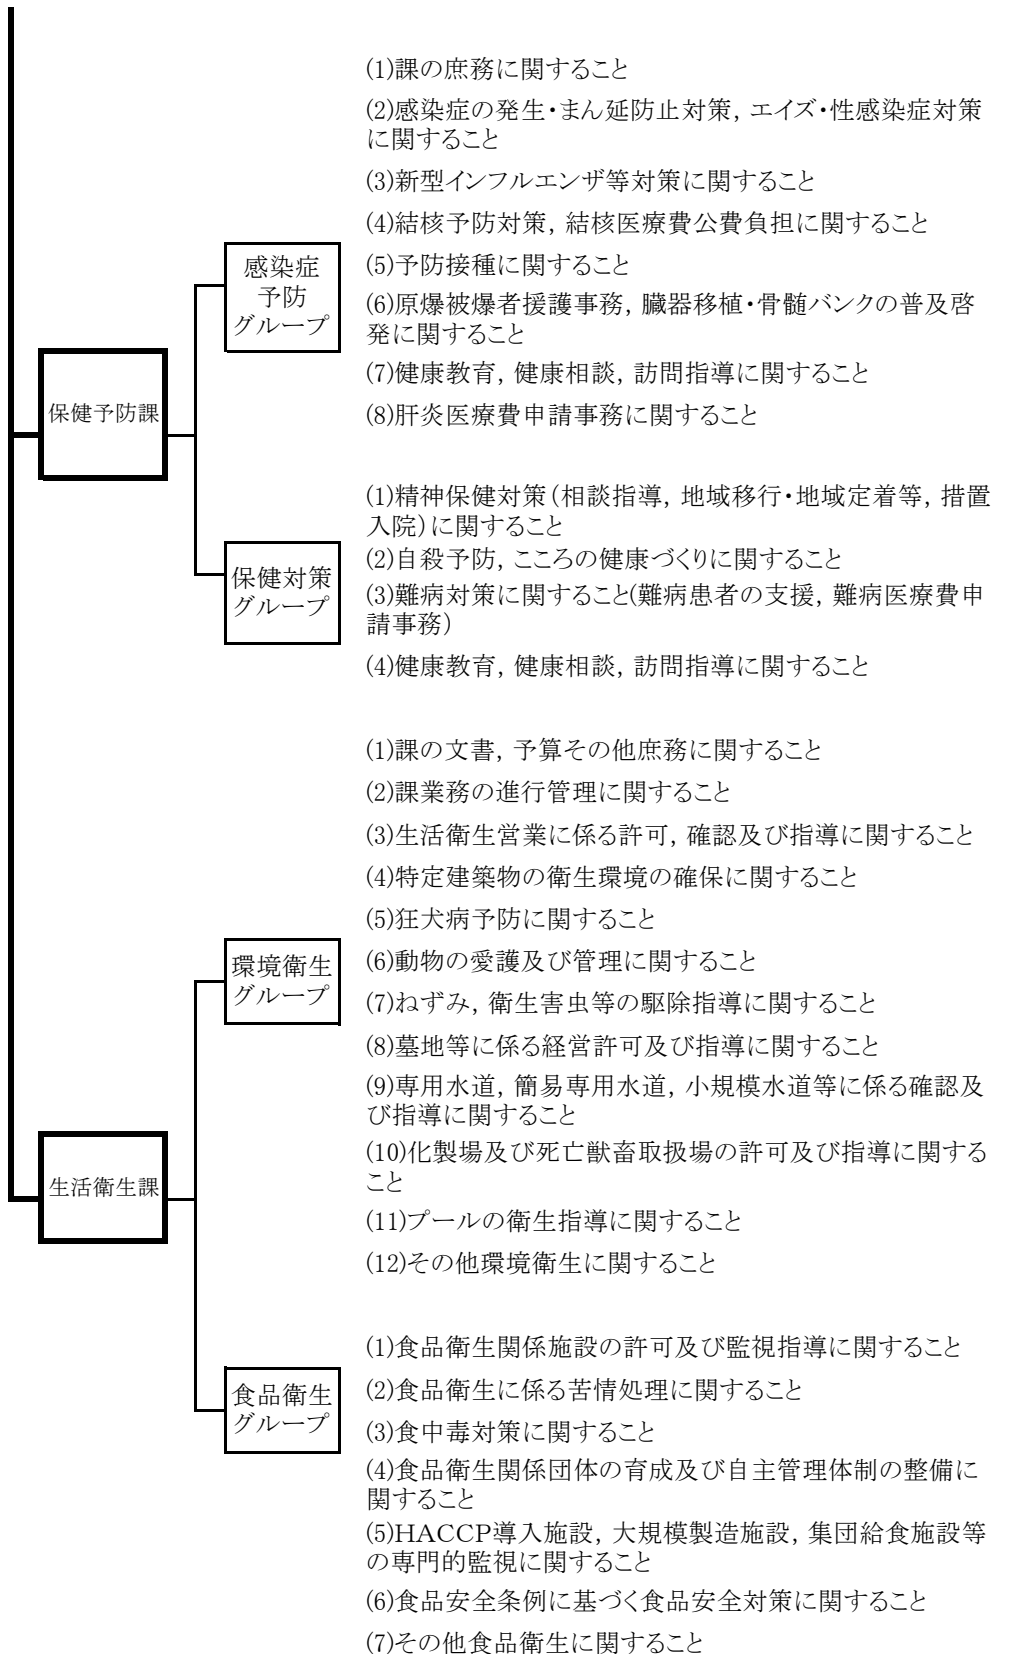 保健予防課
感染症
予防
グループ
(1)課の庶務に関すること
(2)感染症の発生・まん延防止対策，エイズ・性感染症対策
に関すること
(3)新型インフルエンザ等対策に関すること
(4)結核予防対策，結核医療費公費負担に関すること
(5)予防接種に関すること
(6)原爆被爆者援護事務，臓器移植・骨髄バンクの普及啓
発に関すること
(7)健康教育，健康相談，訪問指導に関すること
(8)肝炎医療費申請事務に関すること
保健対策
グループ
(1)精神保健対策（相談指導，地域移行・地域定着等，措置
入院）に関すること
(2)自殺予防，こころの健康づくりに関すること
(3)難病対策に関すること(難病患者の支援，難病医療費申
請事務）
(4)健康教育，健康相談，訪問指導に関すること
生活衛生課
環境衛生
グループ
(1)課の文書，予算その他庶務に関すること
(2)課業務の進行管理に関すること
(3)生活衛生営業に係る許可，確認及び指導に関すること
(4)特定建築物の衛生環境の確保に関すること
(5)狂犬病予防に関すること
(6)動物の愛護及び管理に関すること
(7)ねずみ，衛生害虫等の駆除指導に関すること
(8)墓地等に係る経営許可及び指導に関すること
(9)専用水道，簡易専用水道，小規模水道等に係る確認及
び指導に関すること
(10)化製場及び死亡獣畜取扱場の許可及び指導に関する
こと
(11)プールの衛生指導に関すること
(12)その他環境衛生に関すること
食品衛生
グループ
(1)食品衛生関係施設の許可及び監視指導に関すること
(2)食品衛生に係る苦情処理に関すること
(3)食中毒対策に関すること
(4)食品衛生関係団体の育成及び自主管理体制の整備に
関すること
(5)HACCP導入施設，大規模製造施設，集団給食施設等
の専門的監視に関すること
(6)食品安全条例に基づく食品安全対策に関すること
(7)その他食品衛生に関すること